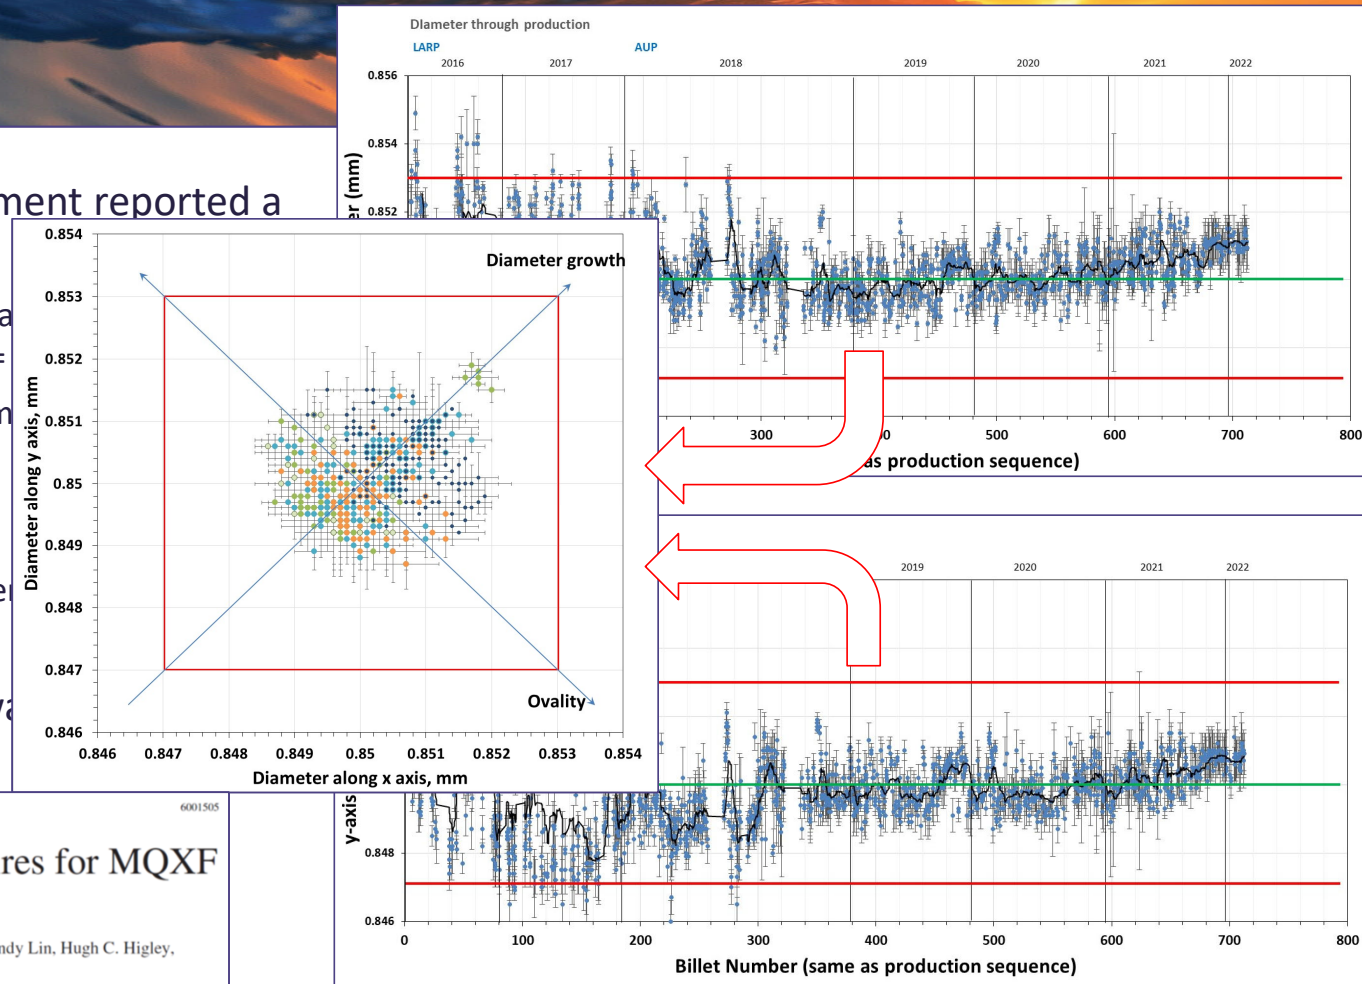 DIameter through production
LARP
AUP
2016 2017 2018 2019 2020 2021 2022
0.856
0.854
0.852
er (mm)
300 400 500 600 700 800
as production sequence)
ment reported a
0.854
0.853
0.852
0.851
0.85
0.849
0.848
0.847
0.846
Diameter along y axis, mm
Diameter growth
Ovality
0.846 0.847 0.848 0.849 0.85 0.851 0.852 0.853 0.854
Diameter along x axis, mm
2019 2020 2021 2022
y-axis
0.848
0.846
0 100 200 300 400 500 600 700 800
Billet Number (same as production sequence)
6001505
res for MQXF
ndy Lin, Hugh C. Higley,